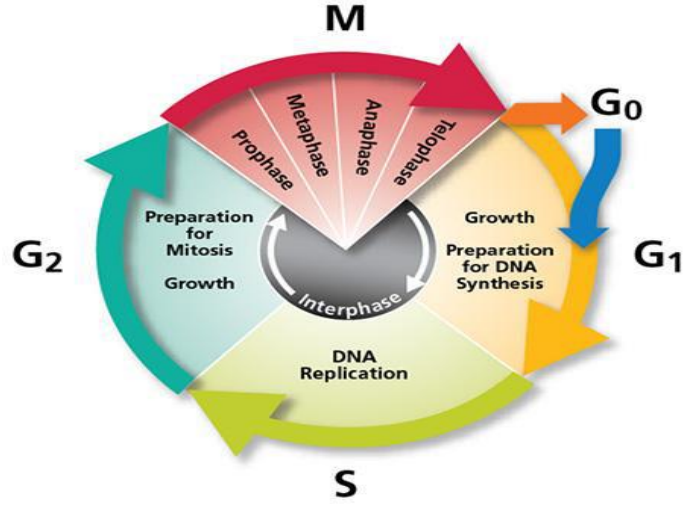 M
Prophase
Metaphase
Anaphase
Telophase
G₀
G₁
Growth
Preparation
for DNA
Synthesis
S
DNA
Replication
G₂
Preparation
for
Mitosis
Growth
Interphase